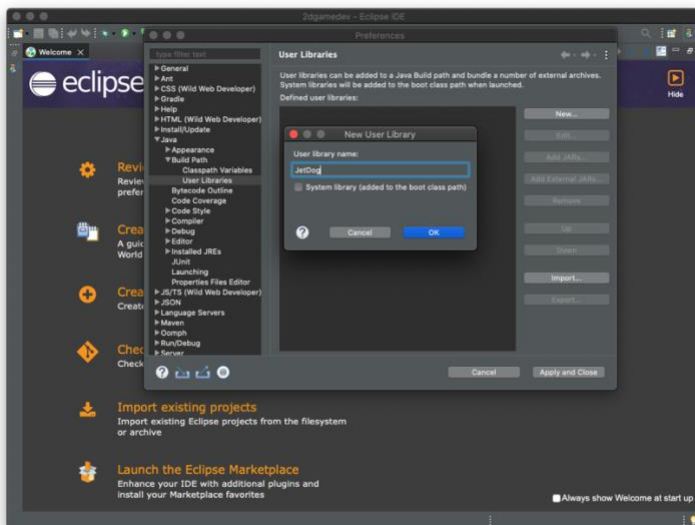 2dgamedev - Eclipse IDE
Preferences
Welcome
type filter text
User Libraries
eclipse
Hide
General
Ant
CSS (Wild Web Developer)
Gradle
Help
HTML (Wild Web Developer)
Install/Update
Java
Appearance
Build Path
Classpath Variables
User Libraries
Bytecode Outline
Code Coverage
Code Style
Compiler
Debug
Editor
Installed JREs
JUnit
Launching
Properties Files Editor
JS/TS (Wild Web Developer)
JSON
Language Servers
Maven
Oomph
Run/Debug
Server
User libraries can be added to a Java Build path and bundle a number of external archives.
System libraries will be added to the boot class path when launched.
Defined user libraries:
New...
Edit...
Add JARs...
Add External JARs...
Remove
Up
Down
Import...
Export...
New User Library
User library name:
JetDog
System library (added to the boot class path)
Cancel
OK
Cancel
Apply and Close
Revi
Review
prefer
Crea
A guid
World
Crea
Create
Chec
Check
Import existing projects
Import existing Eclipse projects from the filesystem
or archive
Launch the Eclipse Marketplace
Enhance your IDE with additional plugins and
install your Marketplace favorites
Always show Welcome at start up